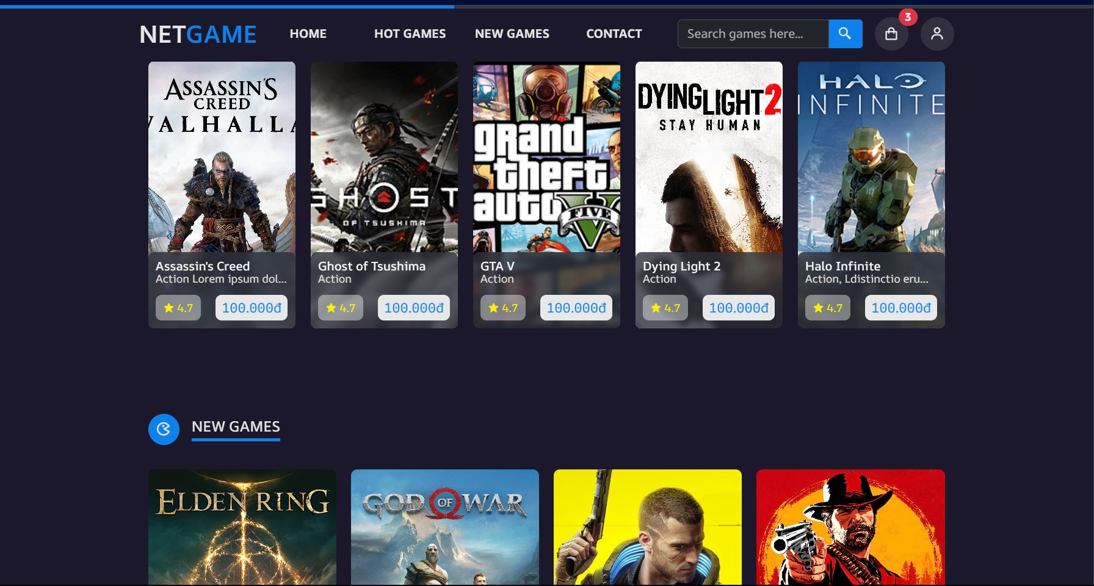 NETGAME HOME HOT GAMES NEW GAMES CONTACT Search games here... 3
ASSASSIN'S
CREED
VALHALLA
GHOST
OF TSUSHIMA
grand
theft
auto
FIVE
DYING LIGHT 2
STAY HUMAN
HALO
INFINITE
Assassin's Creed
Action Lorem ipsum dol...
4.7 100.000đ
Ghost of Tsushima
Action
4.7 100.000đ
GTA V
Action
4.7 100.000đ
Dying Light 2
Action
4.7 100.000đ
Halo Infinite
Action, Ldistinctio eru...
4.7 100.000đ
NEW GAMES
ELDEN RING
GOD OF WAR